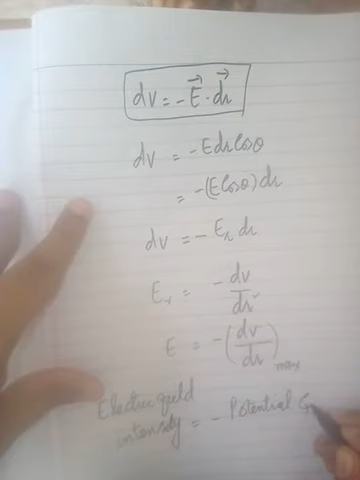 dv = -E⃗ · dr⃗
dv = -Edr Cosθ
= -(ECosθ)dr
dv = -Er dr
Er = -dv/dr
E = -(dv/dr)max
Electric field
intensity = - Potential G